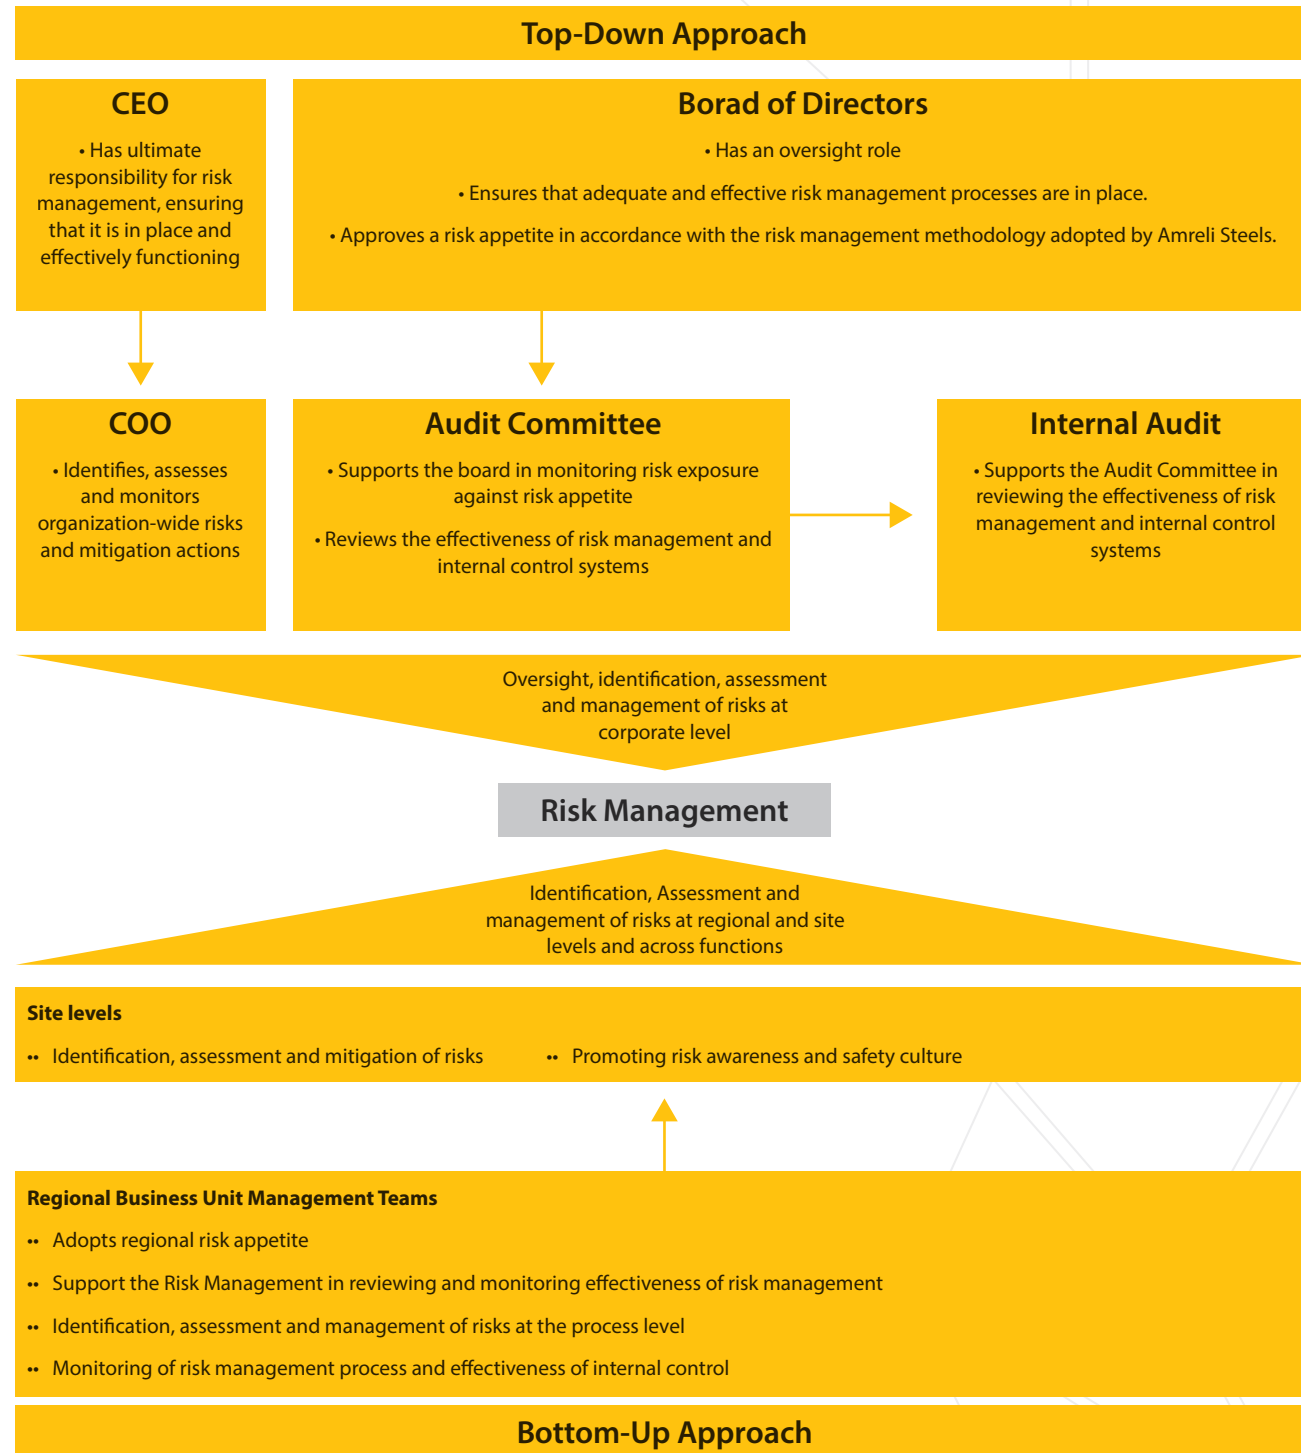 Top-Down Approach
CEO
• Has ultimate
responsibility for risk
management, ensuring
that it is in place and
effectively functioning
Borad of Directors
• Has an oversight role
• Ensures that adequate and effective risk management processes are in place.
• Approves a risk appetite in accordance with the risk management methodology adopted by Amreli Steels.
COO
• Identifies, assesses
and monitors
organization-wide risks
and mitigation actions
Audit Committee
• Supports the board in monitoring risk exposure
against risk appetite
• Reviews the effectiveness of risk management and
internal control systems
Internal Audit
• Supports the Audit Committee in
reviewing the effectiveness of risk
management and internal control
systems
Oversight, identification, assessment
and management of risks at
corporate level
Risk Management
Identification, Assessment and
management of risks at regional and site
levels and across functions
Site levels
•• Identification, assessment and mitigation of risks •• Promoting risk awareness and safety culture
Regional Business Unit Management Teams
•• Adopts regional risk appetite
•• Support the Risk Management in reviewing and monitoring effectiveness of risk management
•• Identification, assessment and management of risks at the process level
•• Monitoring of risk management process and effectiveness of internal control
Bottom-Up Approach